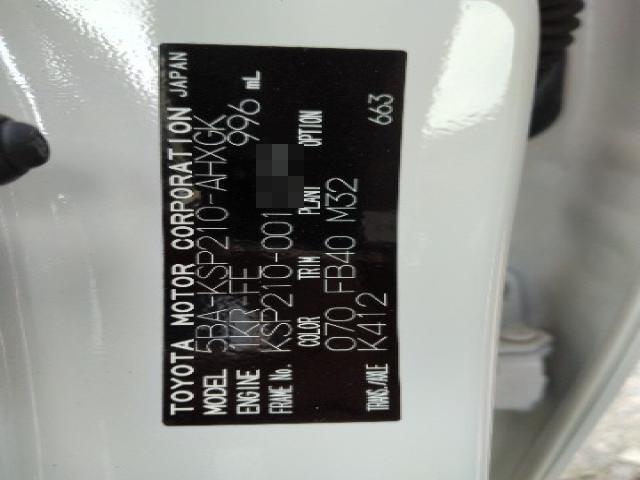 TOYOTA MOTOR CORPORATION JAPAN
MODEL 5BA-KSP210-AHXGK
ENGINE 1KR-FE 996 mL
FRAME No. KSP210-001
COLOR TRIM PLANT OPTION
070 FB40 M32
TRANS./AXLE K412 663